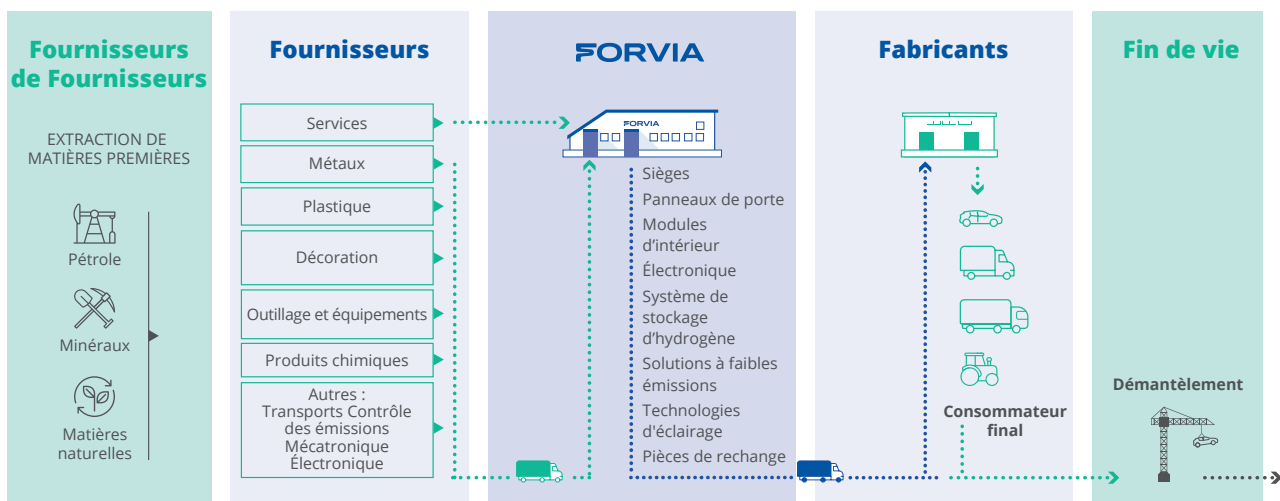 Fournisseurs
de Fournisseurs
EXTRACTION DE
MATIÈRES PREMIÈRES
Pétrole
Minéraux
Matières
naturelles
Fournisseurs
Services
Métaux
Plastique
Décoration
Outillage et équipements
Produits chimiques
Autres :
Transports Contrôle
des émissions
Mécatronique
Électronique
FORVIA
FORVIA
Sièges
Panneaux de porte
Modules
d’intérieur
Électronique
Système de
stockage
d’hydrogène
Solutions à faibles
émissions
Technologies
d'éclairage
Pièces de rechange
Fabricants
Consommateur
final
Fin de vie
Démantèlement